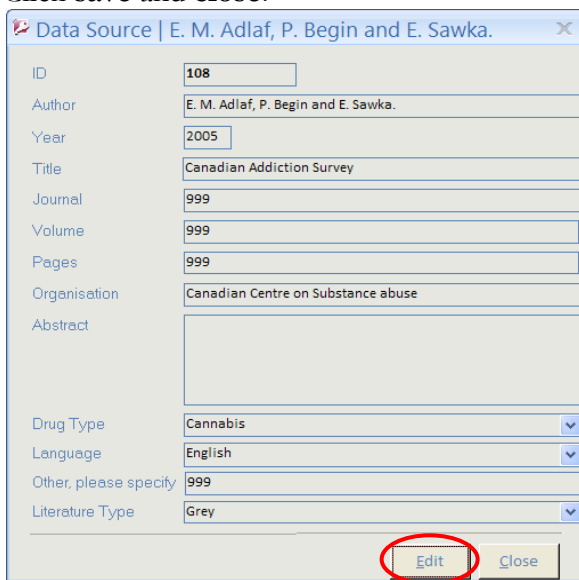 Data Source | E. M. Adlaf, P. Begin and E. Sawka.
ID 108
Author E. M. Adlaf, P. Begin and E. Sawka.
Year 2005
Title Canadian Addiction Survey
Journal 999
Volume 999
Pages 999
Organisation Canadian Centre on Substance abuse
Abstract
Drug Type Cannabis
Language English
Other, please specify 999
Literature Type Grey
Edit Close